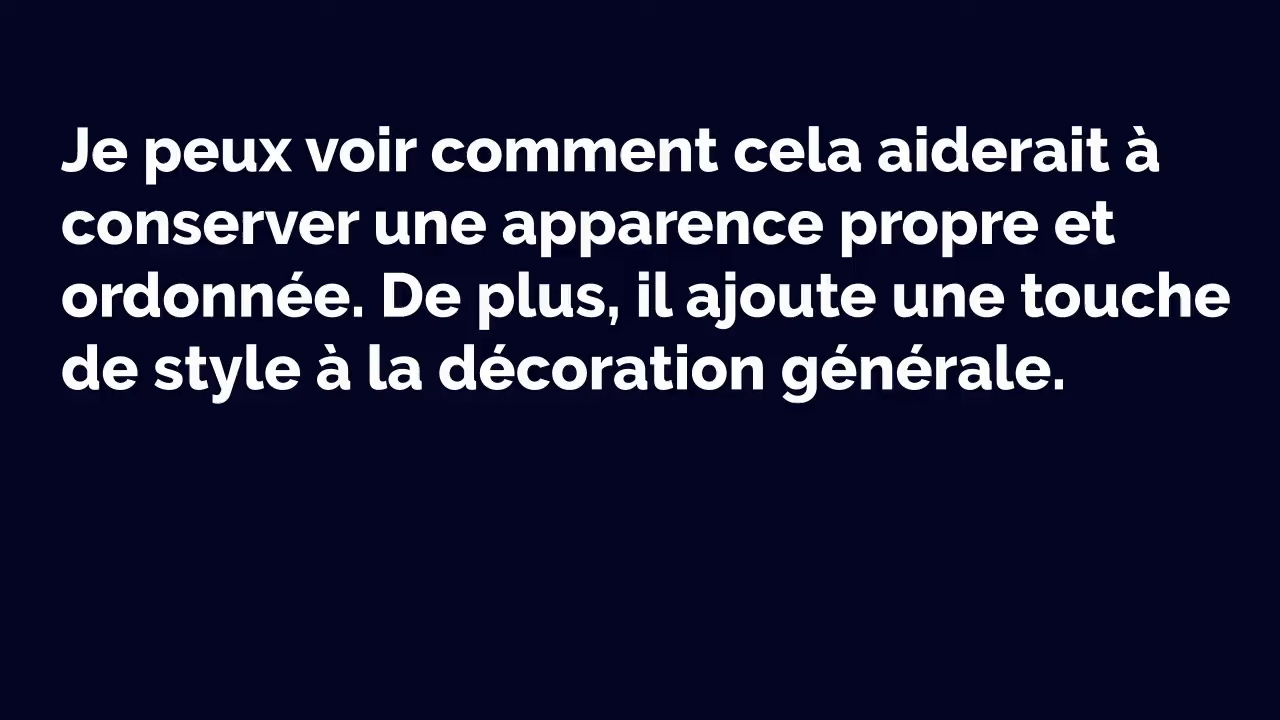 Je peux voir comment cela aiderait à
conserver une apparence propre et
ordonnée. De plus, il ajoute une touche
de style à la décoration générale.